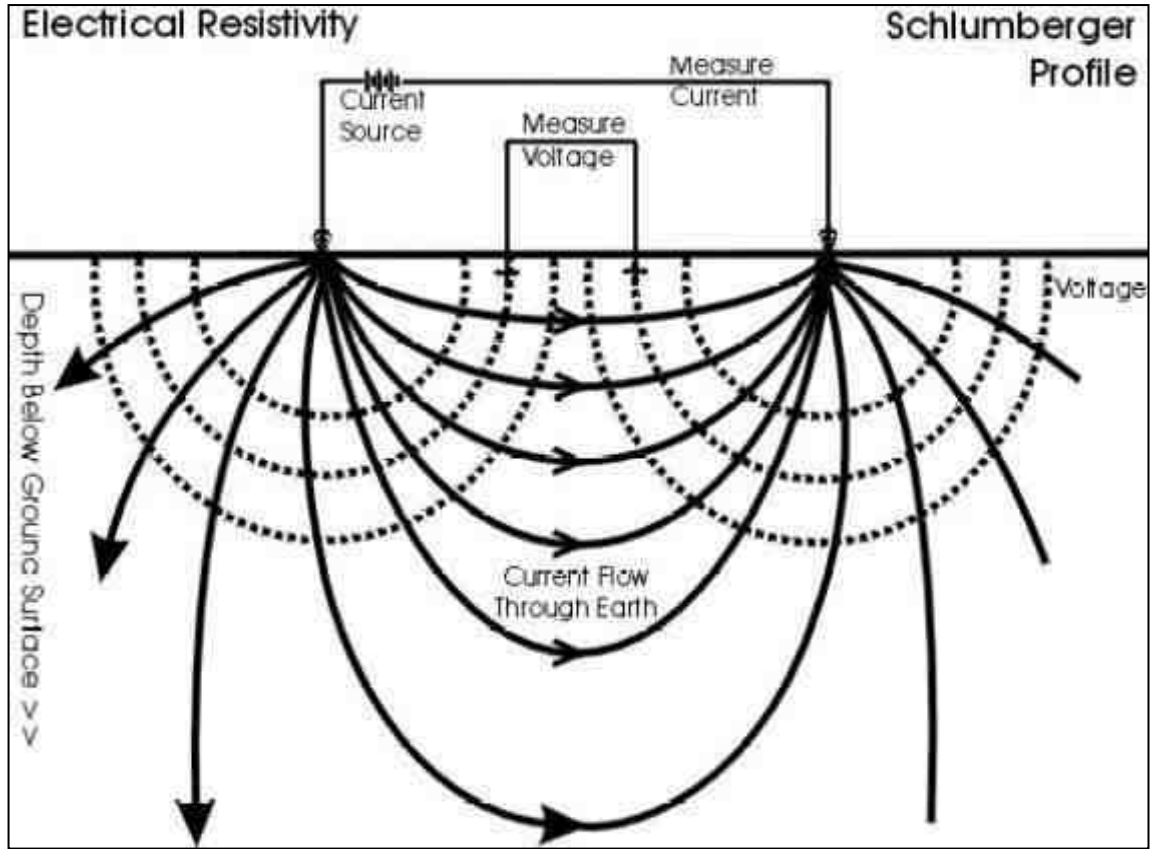 Electrical Resistivity
Schlumberger
Profile
Current
Source
Measure
Current
Measure
Voltage
Voltage
Depth Below Ground Surface >>
Current Flow
Through Earth